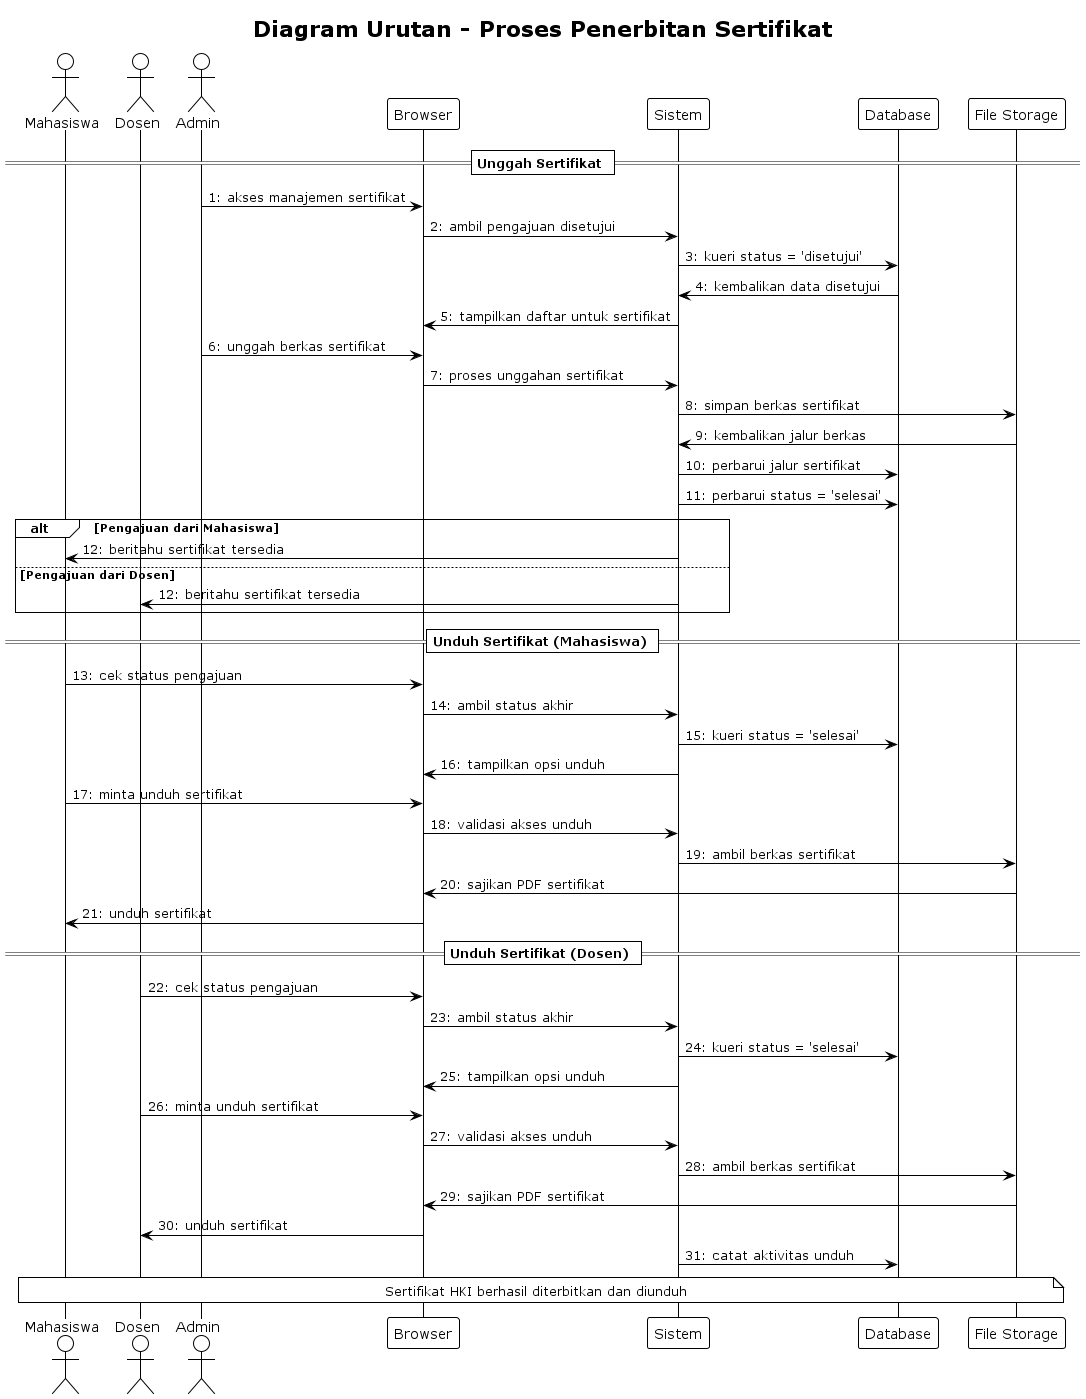 Diagram Urutan - Proses Penerbitan Sertifikat
Mahasiswa
Dosen
Admin
Browser
Sistem
Database
File Storage
Unggah Sertifikat
1: akses manajemen sertifikat
2: ambil pengajuan disetujui
3: kueri status = 'disetujui'
4: kembalikan data disetujui
5: tampilkan daftar untuk sertifikat
6: unggah berkas sertifikat
7: proses unggahan sertifikat
8: simpan berkas sertifikat
9: kembalikan jalur berkas
10: perbarui jalur sertifikat
11: perbarui status = 'selesai'
alt [Pengajuan dari Mahasiswa]
12: beritahu sertifikat tersedia
[Pengajuan dari Dosen]
12: beritahu sertifikat tersedia
Unduh Sertifikat (Mahasiswa)
13: cek status pengajuan
14: ambil status akhir
15: kueri status = 'selesai'
16: tampilkan opsi unduh
17: minta unduh sertifikat
18: validasi akses unduh
19: ambil berkas sertifikat
20: sajikan PDF sertifikat
21: unduh sertifikat
Unduh Sertifikat (Dosen)
22: cek status pengajuan
23: ambil status akhir
24: kueri status = 'selesai'
25: tampilkan opsi unduh
26: minta unduh sertifikat
27: validasi akses unduh
28: ambil berkas sertifikat
29: sajikan PDF sertifikat
30: unduh sertifikat
31: catat aktivitas unduh
Sertifikat HKI berhasil diterbitkan dan diunduh
Mahasiswa
Dosen
Admin
Browser
Sistem
Database
File Storage